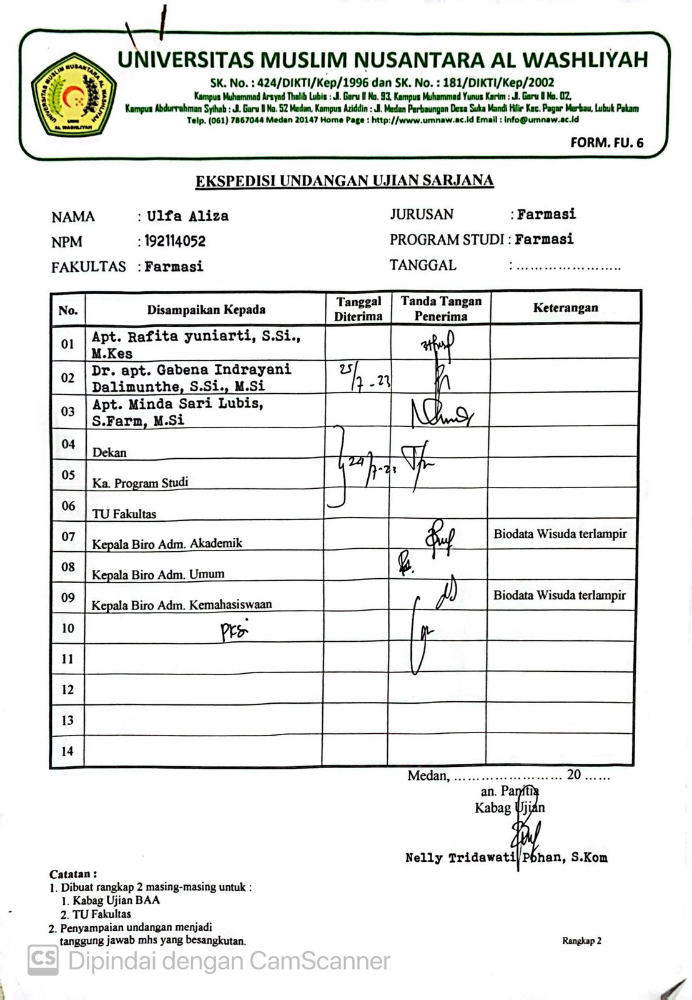 UNIVERSITAS MUSLIM NUSANTARA AL WASHLIYAH
SK. No. : 424/DIKTI/Kep/1996 dan SK. No. : 181/DIKTI/Kep/2002
Kampus Muhammad Arsyad Thalib Lubis : Jl. Garu II No. 93, Kampus Muhammad Yunus Karim : Jl. Garu II No. 02,
Kampus Abdurrahman Syihab : Jl. Garu II No. 52 Medan, Kampus Aziddin : Jl. Medan Perbaungan Desa Suka Mandi Hilir Kec. Pagar Merbau, Lubuk Pakam
Telp. (061) 7867044 Medan 20147 Home Page : http://www.umnaw.ac.id Email : info@umnaw.ac.id
UNIVERSITAS MUSLIM NUSANTARA AL WASHLIYAH
UMN
AL WASHLIYAH
FORM. FU. 6
EKSPEDISI UNDANGAN UJIAN SARJANA
NAMA : Ulfa Aliza JURUSAN : Farmasi
NPM : 192114052 PROGRAM STUDI : Farmasi
FAKULTAS : Farmasi TANGGAL : ........................
No. Disampaikan Kepada Tanggal Diterima Tanda Tangan Penerima Keterangan
01 Apt. Rafita yuniarti, S.Si.,
M.Kes
02 Dr. apt. Gabena Indrayani
Dalimunthe, S.Si., M.Si 25/7-23
03 Apt. Minda Sari Lubis,
S.Farm, M.Si
04 Dekan
05 Ka. Program Studi 24/7-23
06 TU Fakultas
07 Kepala Biro Adm. Akademik Biodata Wisuda terlampir
08 Kepala Biro Adm. Umum
09 Kepala Biro Adm. Kemahasiswaan Biodata Wisuda terlampir
10 PKSi
11
12
13
14
Medan, ........................ 20 ......
an. Panitia
Kabag Ujian
Nelly Tridawati Pohan, S.Kom
Catatan :
1. Dibuat rangkap 2 masing-masing untuk :
1. Kabag Ujian BAA
2. TU Fakultas
2. Penyampaian undangan menjadi
tanggung jawab mhs yang besangkutan.
Rangkap 2
CS Dipindai dengan CamScanner